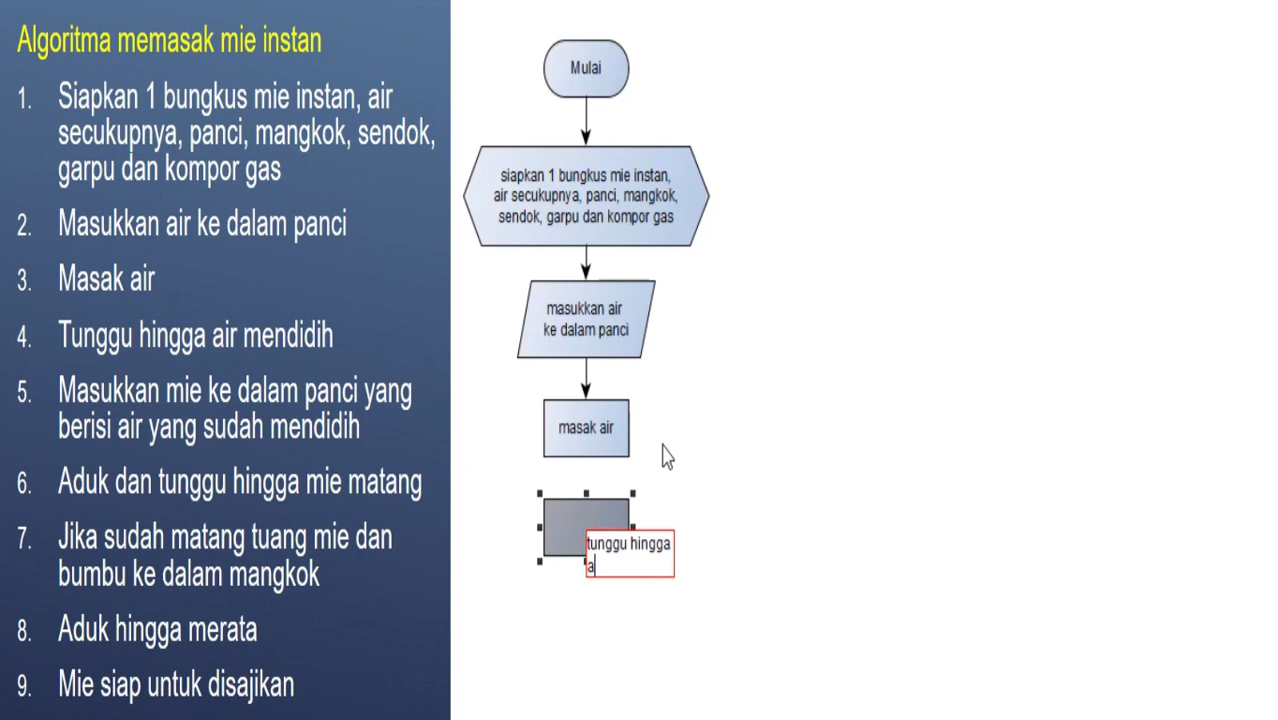 Algoritma memasak mie instan
1. Siapkan 1 bungkus mie instan, air
secukupnya, panci, mangkok, sendok,
garpu dan kompor gas
2. Masukkan air ke dalam panci
3. Masak air
4. Tunggu hingga air mendidih
5. Masukkan mie ke dalam panci yang
berisi air yang sudah mendidih
6. Aduk dan tunggu hingga mie matang
7. Jika sudah matang tuang mie dan
bumbu ke dalam mangkok
8. Aduk hingga merata
9. Mie siap untuk disajikan
Mulai
siapkan 1 bungkus mie instan,
air secukupnya, panci, mangkok,
sendok, garpu dan kompor gas
masukkan air
ke dalam panci
masak air
tunggu hingga
a